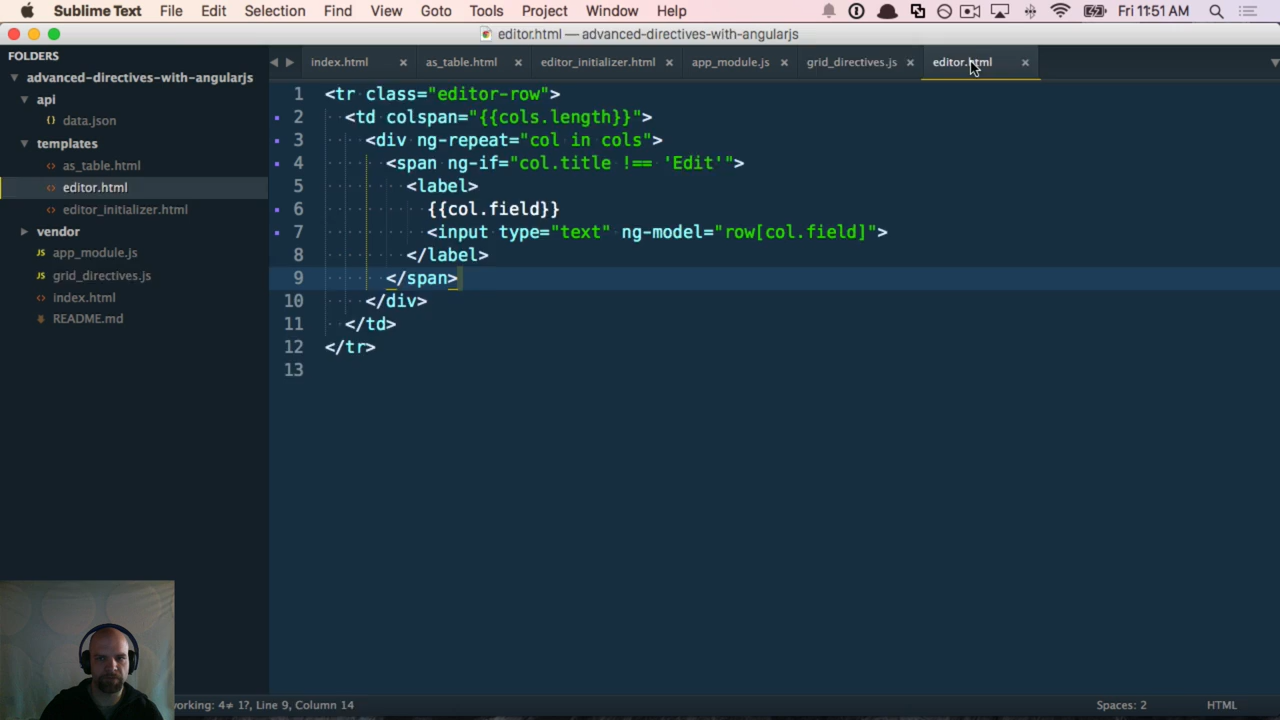 Sublime Text File Edit Selection Find View Goto Tools Project Window Help Fri 11:51 AM
editor.html — advanced-directives-with-angularjs
FOLDERS
advanced-directives-with-angularjs
api
data.json
templates
as_table.html
editor.html
editor_initializer.html
vendor
app_module.js
grid_directives.js
index.html
README.md
index.html as_table.html editor_initializer.html app_module.js grid_directives.js editor.html
1 <tr class="editor-row">
2 <td colspan="{{cols.length}}">
3 <div ng-repeat="col in cols">
4 <span ng-if="col.title !== 'Edit'">
5 <label>
6 {{col.field}}
7 <input type="text" ng-model="row[col.field]">
8 </label>
9 </span>
10 </div>
11 </td>
12 </tr>
13
working: 4≠ 1?, Line 9, Column 14 Spaces: 2 HTML